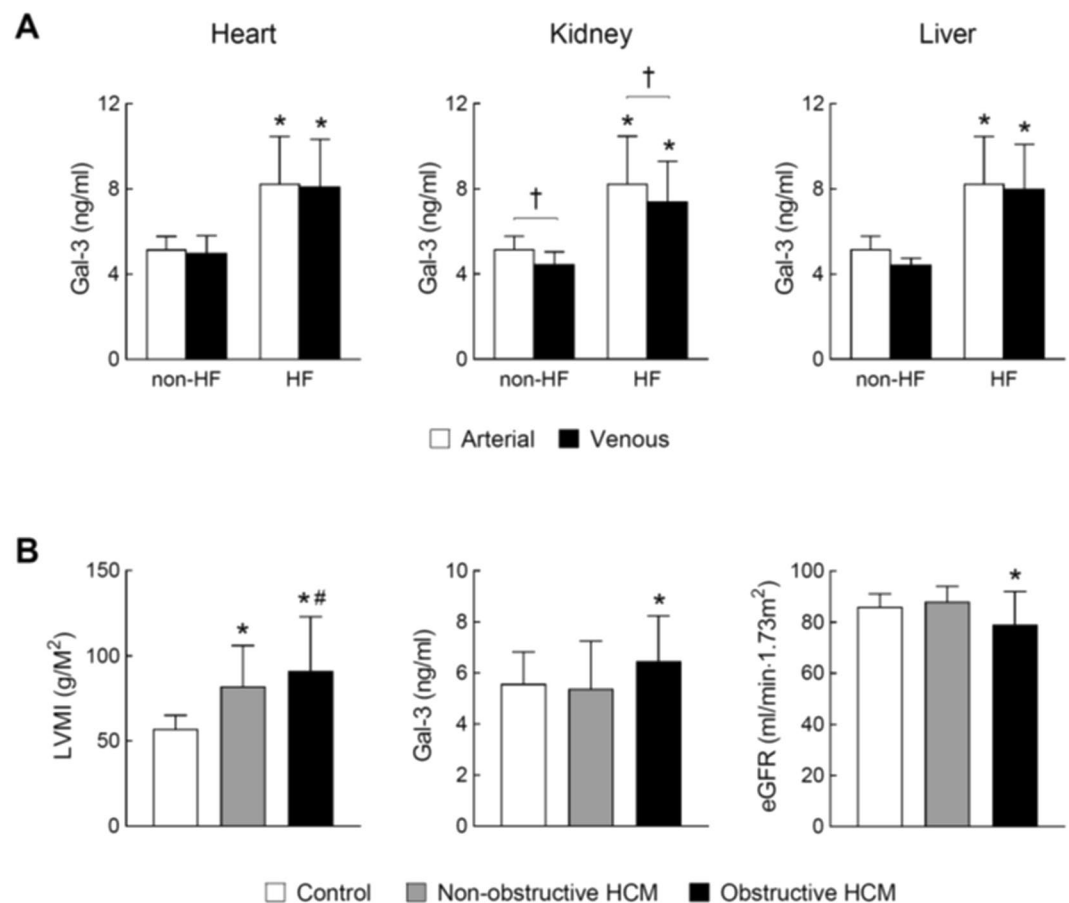 A
Heart
Kidney
Liver
Gal-3 (ng/ml)
12
8
4
0
* *
non-HF
HF
Gal-3 (ng/ml)
12
8
4
0
†
†
* *
non-HF
HF
Gal-3 (ng/ml)
12
8
4
0
* *
non-HF
HF
Arterial
Venous
B
LVMI (g/M²)
150
100
50
0
*
*#
Gal-3 (ng/ml)
10
8
6
4
2
0
*
eGFR (ml/min·1.73m²)
100
80
60
40
20
0
*
Control
Non-obstructive HCM
Obstructive HCM